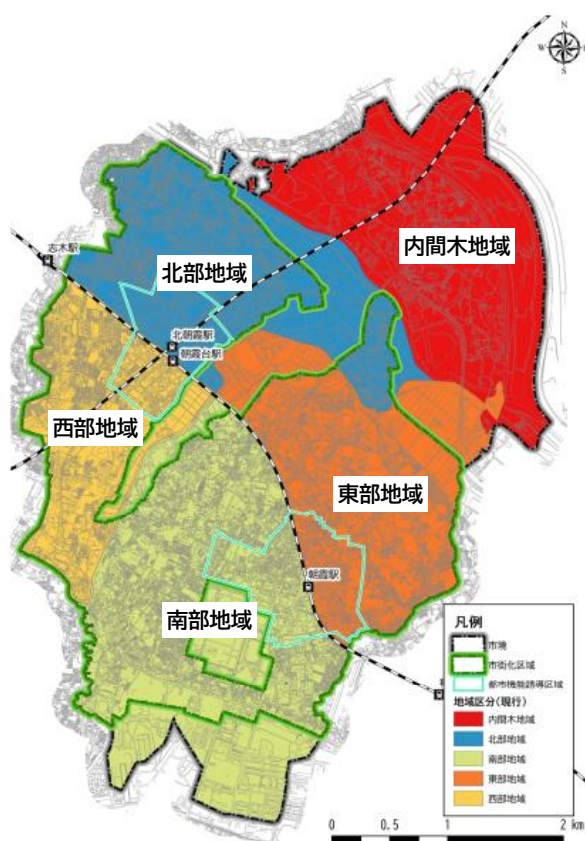 N
W
S
志木駅
内間木地域
北部地域
北朝霞駅
朝霞台駅
西部地域
東部地域
朝霞駅
南部地域
凡例
市境
市街化区域
都市機能誘導区域
地域区分(現行)
内間木地域
北部地域
南部地域
東部地域
西部地域
0 0.5 1 2 km